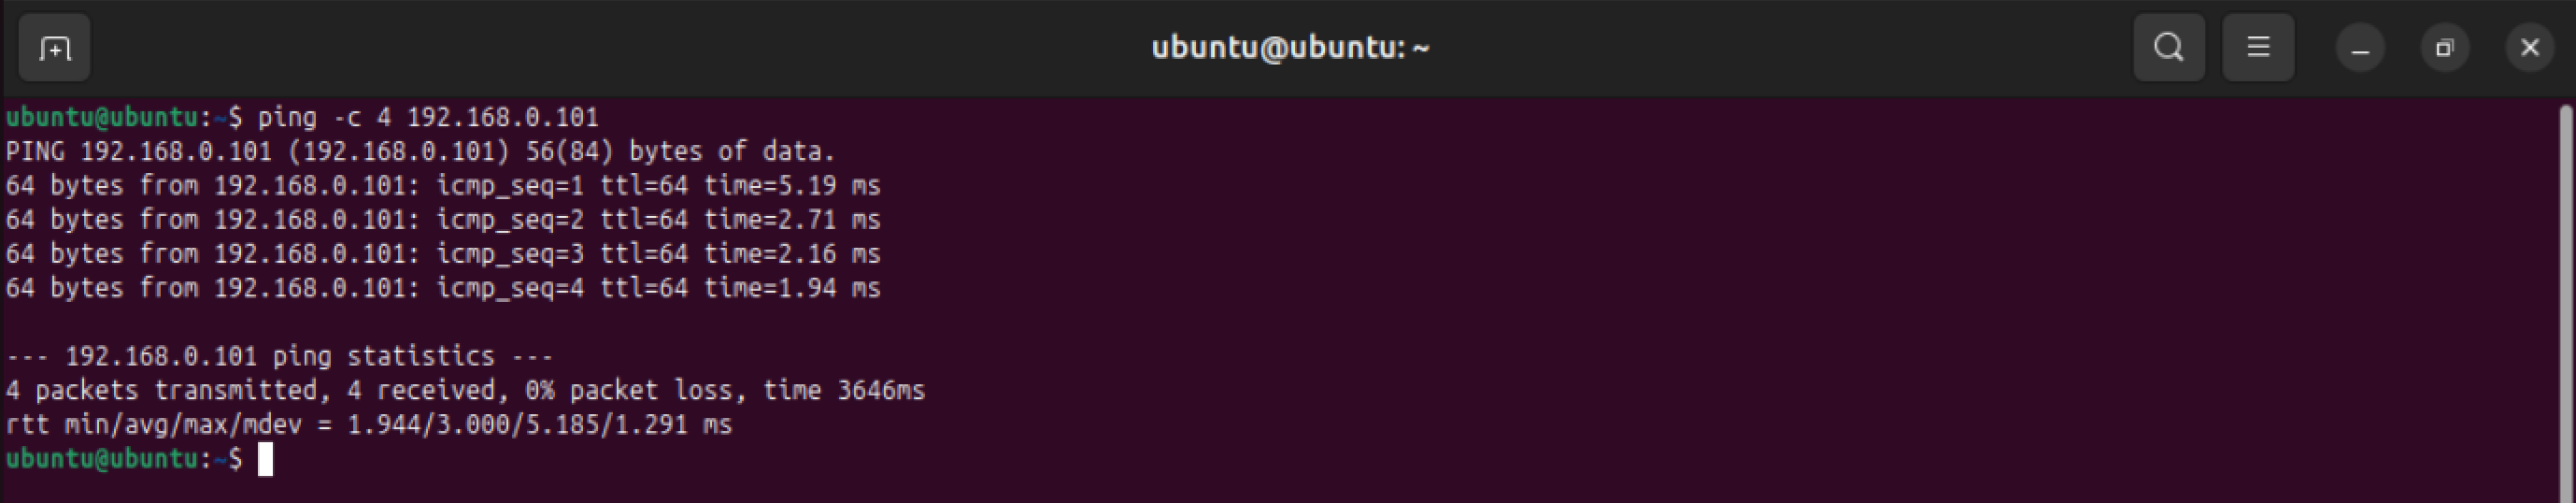 ubuntu@ubuntu: ~
ubuntu@ubuntu:~$ ping -c 4 192.168.0.101
PING 192.168.0.101 (192.168.0.101) 56(84) bytes of data.
64 bytes from 192.168.0.101: icmp_seq=1 ttl=64 time=5.19 ms
64 bytes from 192.168.0.101: icmp_seq=2 ttl=64 time=2.71 ms
64 bytes from 192.168.0.101: icmp_seq=3 ttl=64 time=2.16 ms
64 bytes from 192.168.0.101: icmp_seq=4 ttl=64 time=1.94 ms
--- 192.168.0.101 ping statistics ---
4 packets transmitted, 4 received, 0% packet loss, time 3646ms
rtt min/avg/max/mdev = 1.944/3.000/5.185/1.291 ms
ubuntu@ubuntu:~$